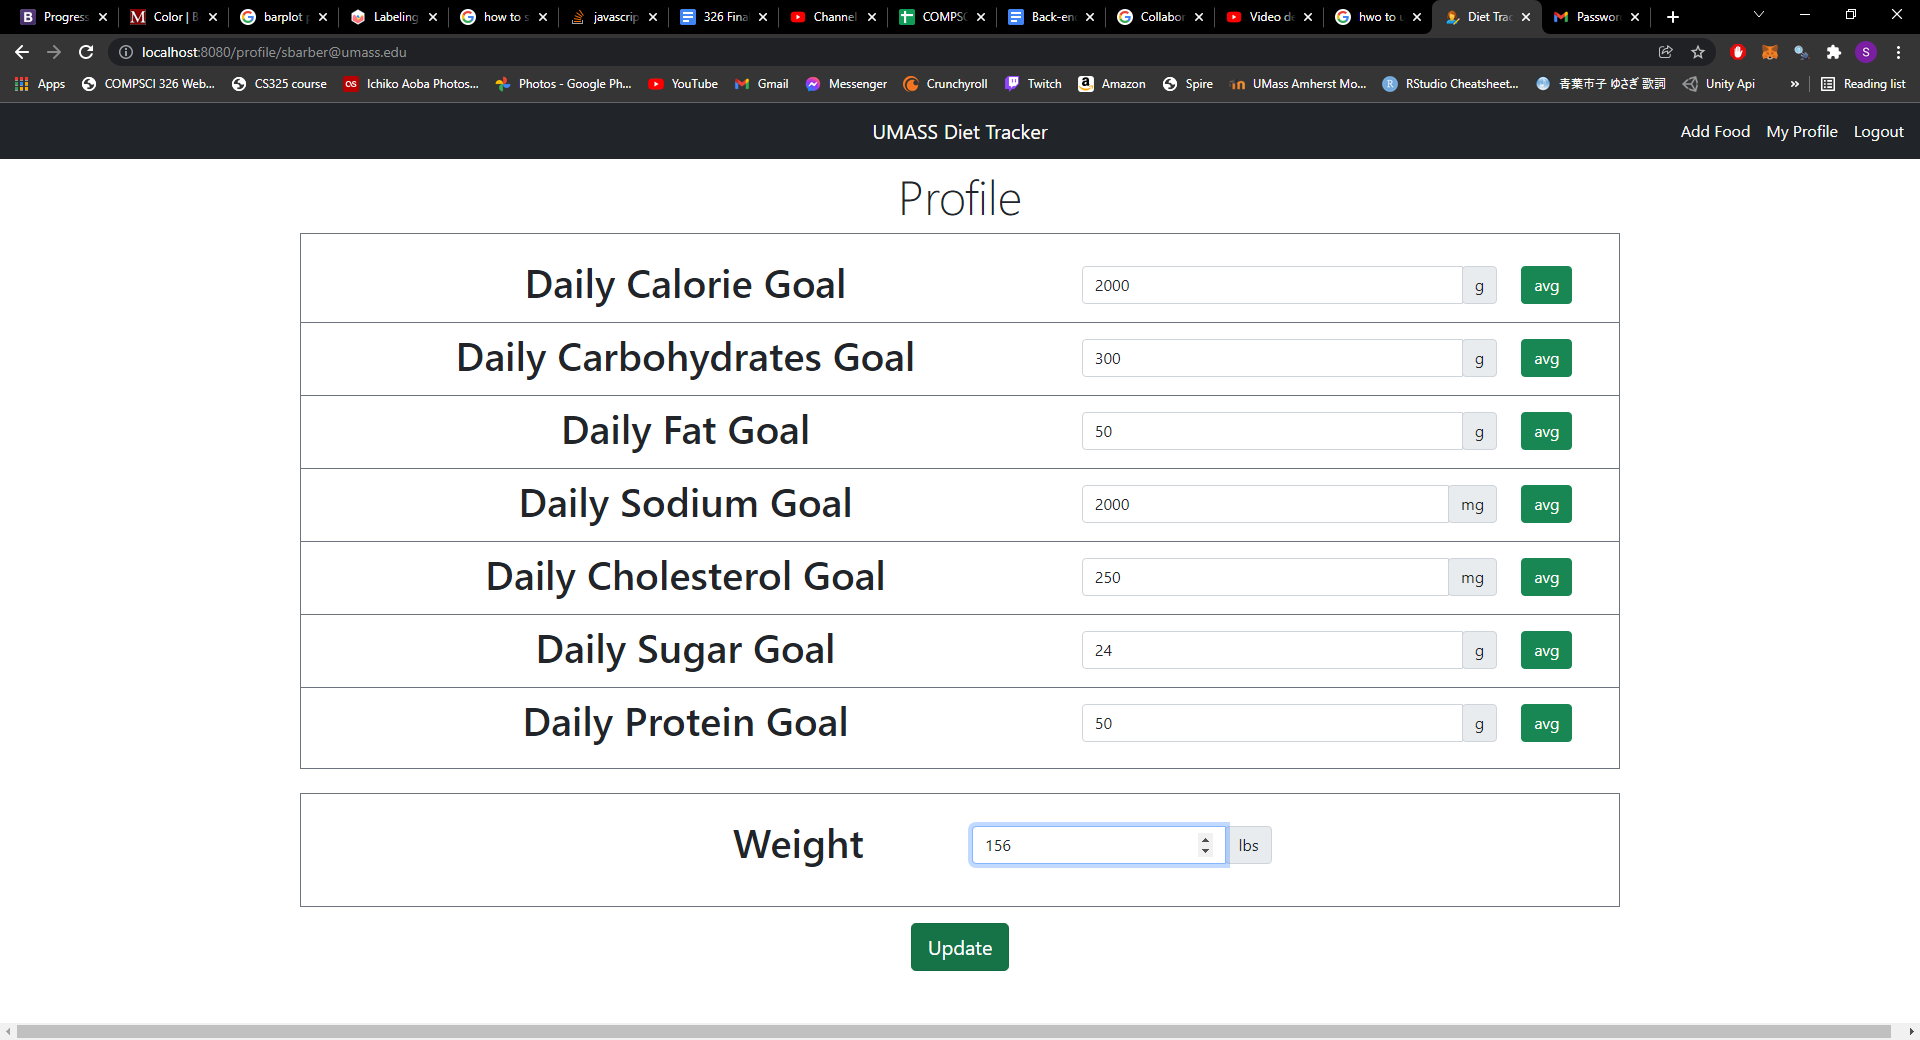 Progress
Color | B
barplot
Labeling
how to s
javascrip
326 Fina
Channel
COMPSC
Back-en
Collabor
Video de
hwo to u
Diet Trac
Passwor
localhost:8080/profile/sbarber@umass.edu
S
Apps
COMPSCI 326 Web...
CS325 course
Ichiko Aoba Photos...
Photos - Google Ph...
YouTube
Gmail
Messenger
Crunchyroll
Twitch
Amazon
Spire
UMass Amherst Mo...
RStudio Cheatsheet...
青葉市子 ゆさぎ 歌詞
Unity Api
»
Reading list
UMASS Diet Tracker
Add Food
My Profile
Logout
Profile
Daily Calorie Goal 2000 g avg
Daily Carbohydrates Goal 300 g avg
Daily Fat Goal 50 g avg
Daily Sodium Goal 2000 mg avg
Daily Cholesterol Goal 250 mg avg
Daily Sugar Goal 24 g avg
Daily Protein Goal 50 g avg
Weight 156 lbs
Update